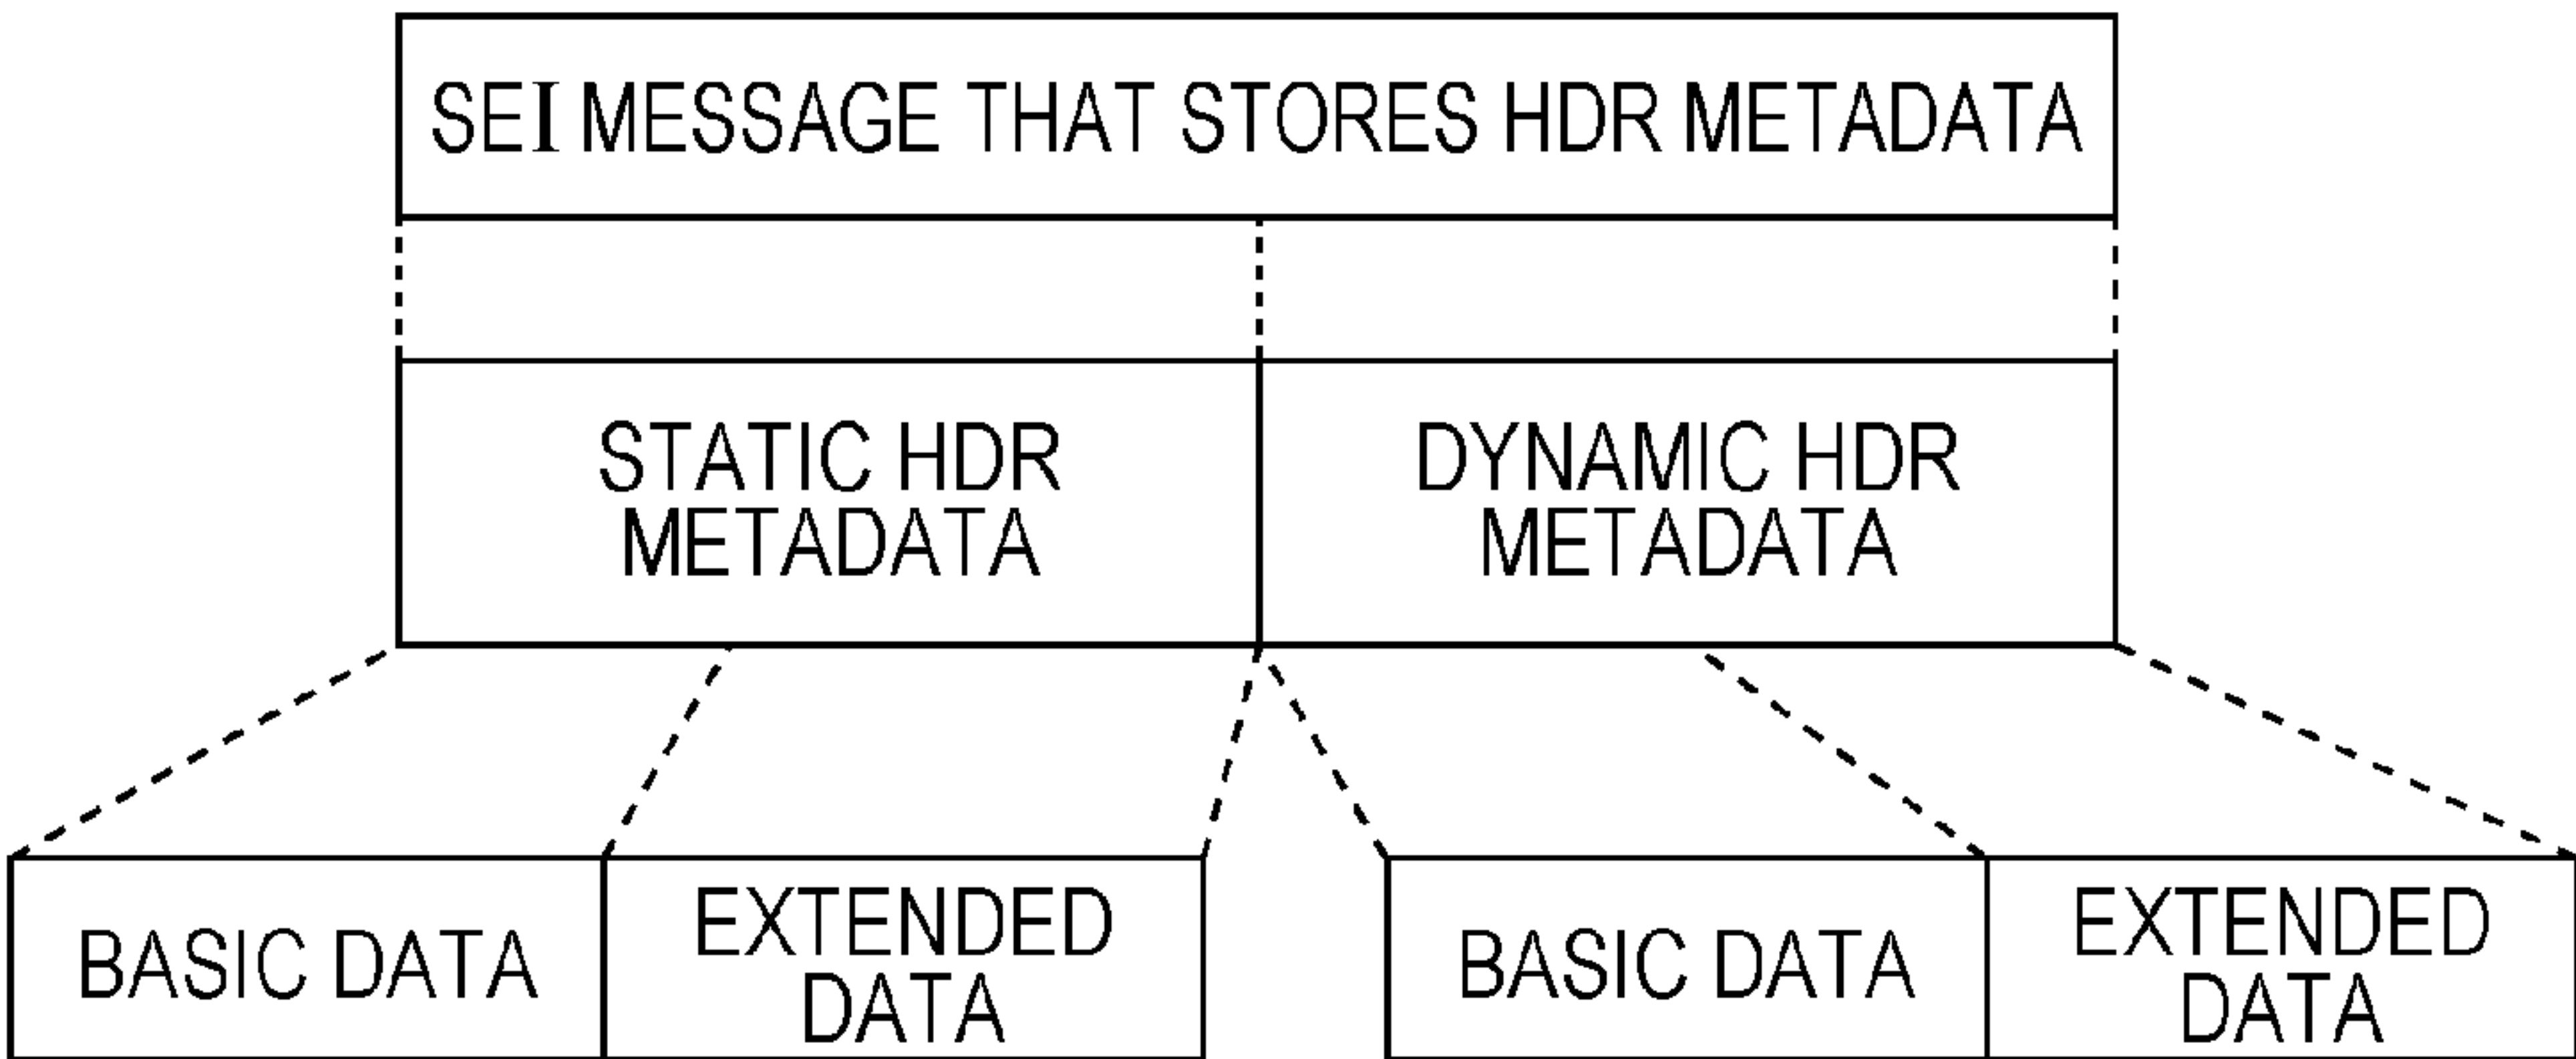 SEI MESSAGE THAT STORES HDR METADATA
STATIC HDR
METADATA
DYNAMIC HDR
METADATA
BASIC DATA
EXTENDED
DATA
BASIC DATA
EXTENDED
DATA